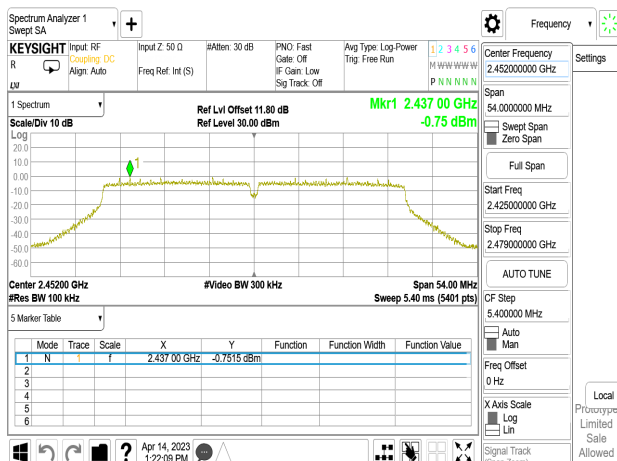 Spectrum Analyzer 1
Swept SA
+
Frequency
KEYSIGHT
R
Input: RF
Coupling: DC
Align: Auto
Input Z: 50 Ω
Freq Ref: Int (S)
#Atten: 30 dB
PNO: Fast
Gate: Off
IF Gain: Low
Sig Track: Off
Avg Type: Log-Power
Trig: Free Run
1 2 3 4 5 6
M W W W W W
P N N N N N
Center Frequency
2.452000000 GHz
Settings
1 Spectrum
Scale/Div 10 dB
Ref Lvl Offset 11.80 dB
Ref Level 30.00 dBm
Mkr1 2.437 00 GHz
-0.75 dBm
Span
54.0000000 MHz
Swept Span
Zero Span
Full Span
Log
20.0
10.0
0.00
-10.0
-20.0
-30.0
-40.0
-50.0
-60.0
1
Start Freq
2.425000000 GHz
Stop Freq
2.479000000 GHz
AUTO TUNE
Center 2.45200 GHz
#Res BW 100 kHz
#Video BW 300 kHz
Span 54.00 MHz
Sweep 5.40 ms (5401 pts)
CF Step
5.400000 MHz
Auto
Man
5 Marker Table
Mode Trace Scale X Y Function Function Width Function Value
1 N 1 f 2.437 00 GHz -0.7515 dBm
2
3
4
5
6
Freq Offset
0 Hz
X Axis Scale
Log
Lin
Local
Prototype
Limited
Sale
Allowed
Signal Track
(Span Zoom)
?
Apr 14, 2023
1:22:09 PM